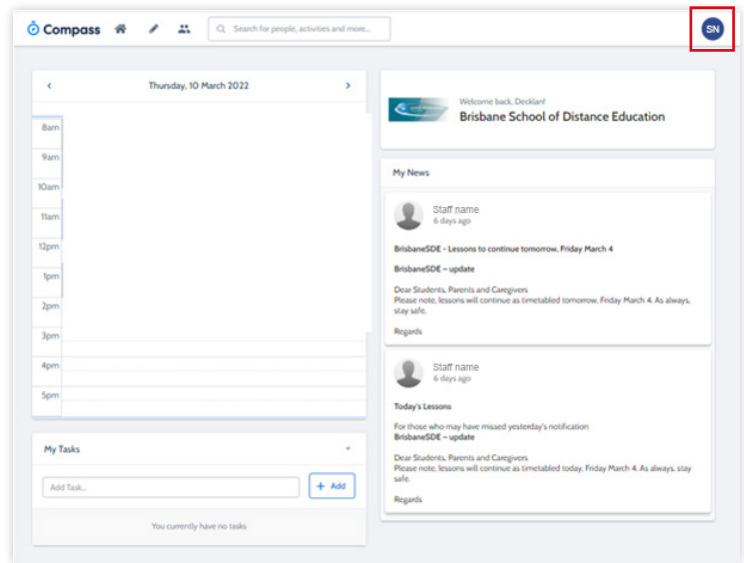 Compass
Search for people, activities and more...
SN
Thursday, 10 March 2022
8am
9am
10am
11am
12pm
1pm
2pm
3pm
4pm
5pm
My Tasks
Add Task...
+ Add
You currently have no tasks
Welcome back, Decklan!
Brisbane School of Distance Education
My News
Staff name
6 days ago
BrisbaneSDE - Lessons to continue tomorrow, Friday March 4
BrisbaneSDE – update
Dear Students, Parents and Caregivers
Please note, lessons will continue as timetabled tomorrow, Friday March 4. As always,
stay safe.
Regards
Staff name
6 days ago
Today's Lessons
For those who may have missed yesterday's notification
BrisbaneSDE – update
Dear Students, Parents and Caregivers
Please note, lessons will continue as timetabled today, Friday March 4. As always, stay
safe.
Regards